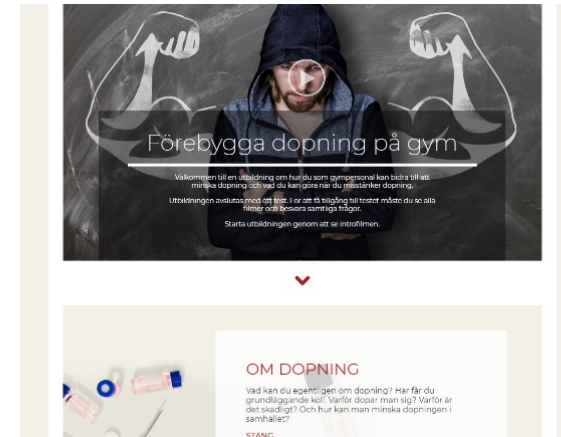 Förebygga dopning på gym
Välkommen till en utbildning om hur du som gympersonal kan bidra till att
minska dopning och vad du kan göra när du misstänker dopning.
Utbildningen avslutas med ett test. För att få tillgång till testet måste du se alla
filmer och besvara samtliga frågor.
Starta utbildningen genom att se introfilmen.
OM DOPNING
Vad kan du egentligen om dopning? Här får du
grundläggande koll. Varför dopar man sig? Varför är
det skadligt? Och hur kan man minska dopningen i
samhället?
STÄNG